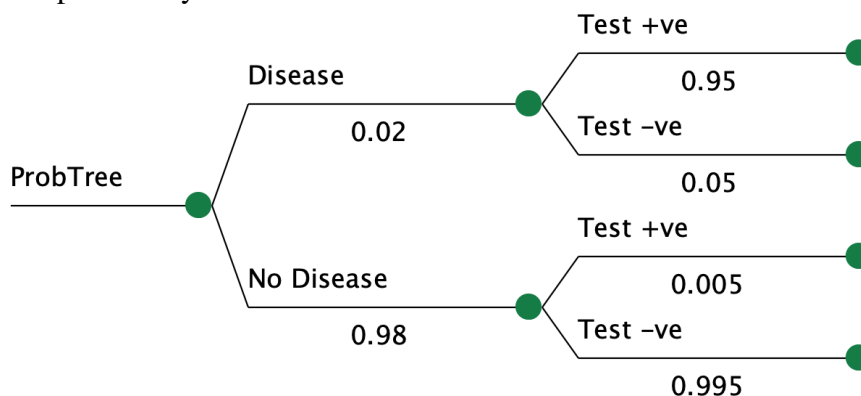 Test +ve
Disease
0.95
0.02
Test –ve
ProbTree
0.05
Test +ve
No Disease
0.005
0.98
Test –ve
0.995